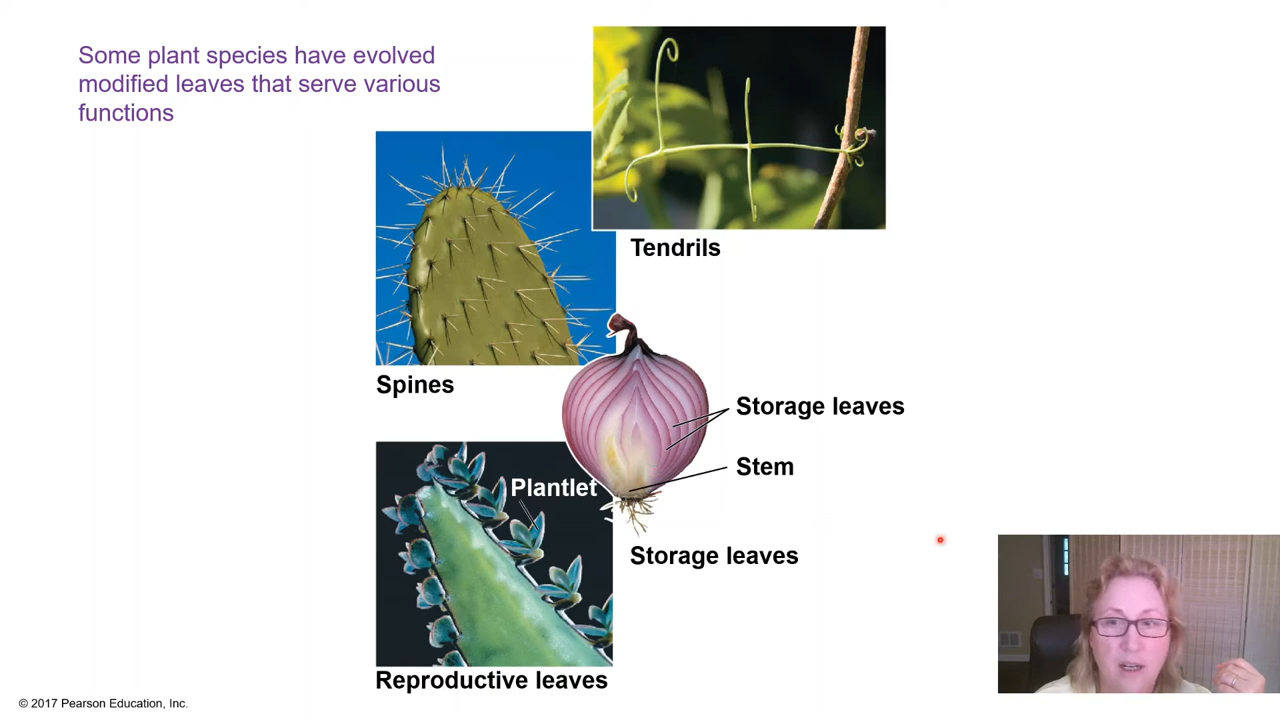 Some plant species have evolved
modified leaves that serve various
functions
Tendrils
Spines
Storage leaves
Stem
Plantlet
Storage leaves
Reproductive leaves
© 2017 Pearson Education, Inc.